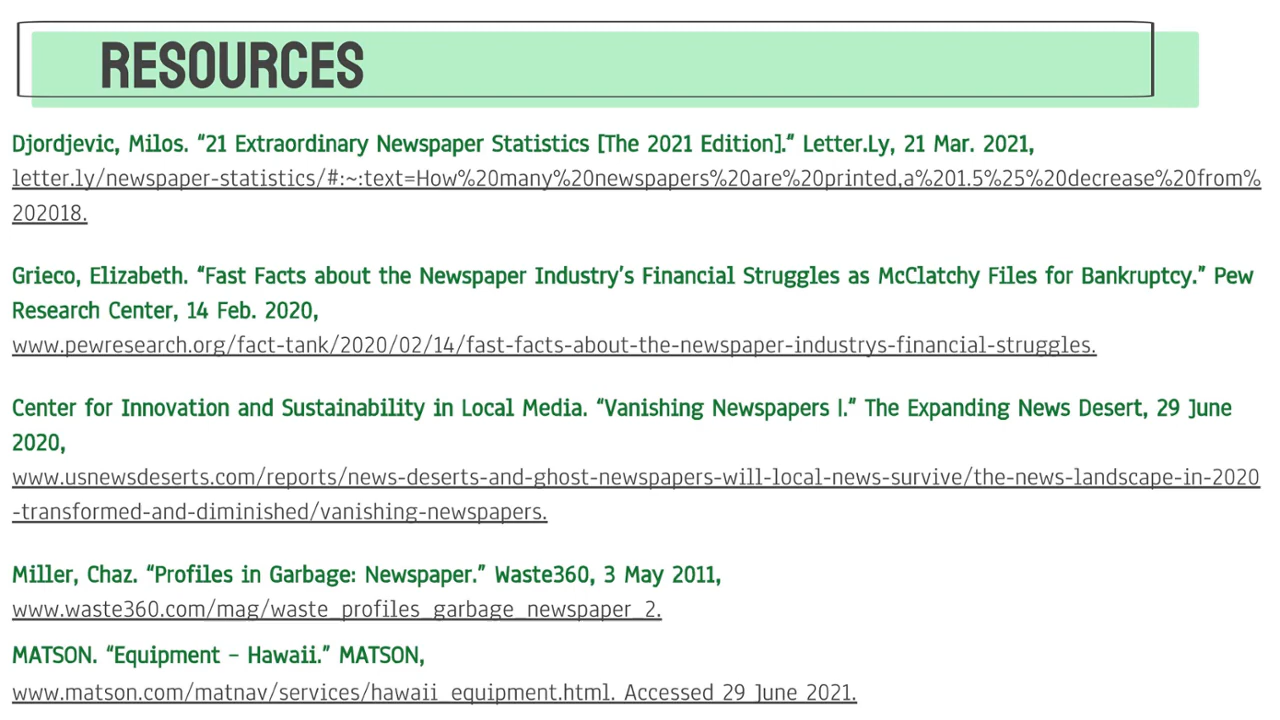 RESOURCES
Djordjevic, Milos. “21 Extraordinary Newspaper Statistics [The 2021 Edition].” Letter.Ly, 21 Mar. 2021,
letter.ly/newspaper-statistics/#:~:text=How%20many%20newspapers%20are%20printed,a%201.5%25%20decrease%20from%
202018.
Grieco, Elizabeth. “Fast Facts about the Newspaper Industry’s Financial Struggles as McClatchy Files for Bankruptcy.” Pew
Research Center, 14 Feb. 2020,
www.pewresearch.org/fact-tank/2020/02/14/fast-facts-about-the-newspaper-industrys-financial-struggles.
Center for Innovation and Sustainability in Local Media. “Vanishing Newspapers I.” The Expanding News Desert, 29 June
2020,
www.usnewsdeserts.com/reports/news-deserts-and-ghost-newspapers-will-local-news-survive/the-news-landscape-in-2020
-transformed-and-diminished/vanishing-newspapers.
Miller, Chaz. “Profiles in Garbage: Newspaper.” Waste360, 3 May 2011,
www.waste360.com/mag/waste_profiles_garbage_newspaper_2.
MATSON. “Equipment – Hawaii.” MATSON,
www.matson.com/matnav/services/hawaii_equipment.html. Accessed 29 June 2021.